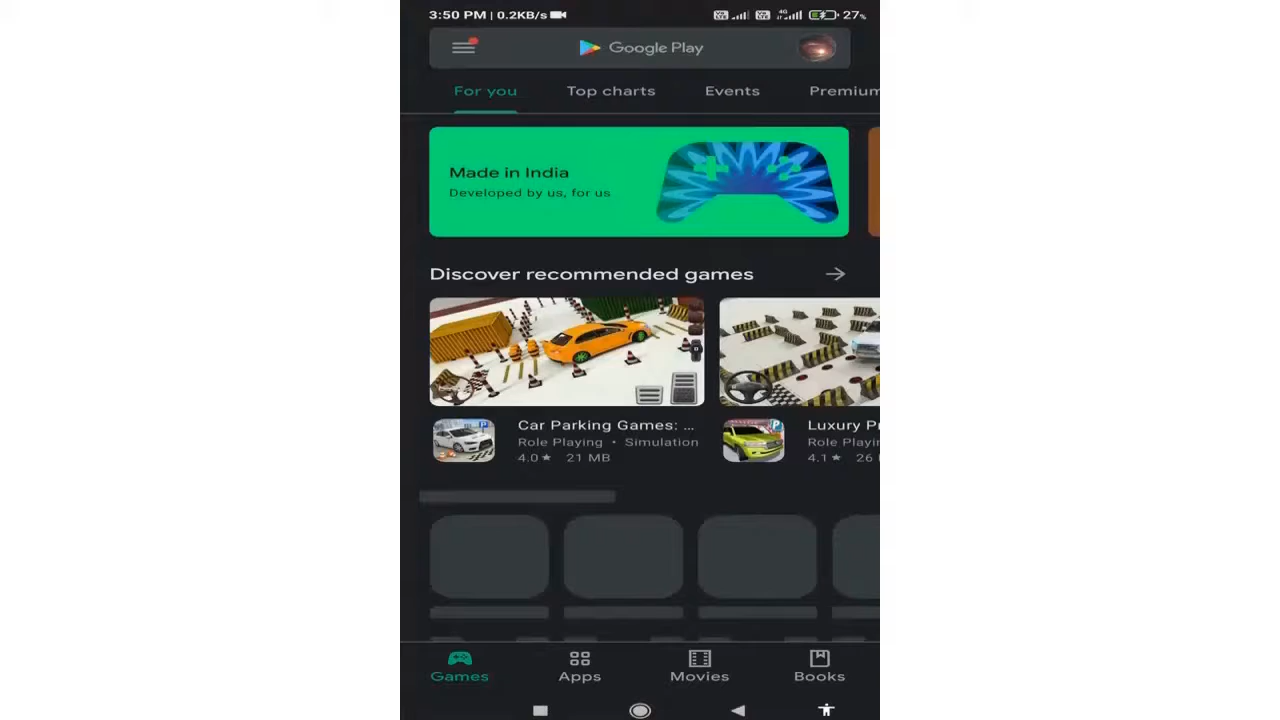 3:50 PM | 0.2KB/s 27%
Google Play
For you Top charts Events Premium
Made in India
Developed by us, for us
Discover recommended games
Car Parking Games: ... Luxury P
Role Playing • Simulation Role Playi
4.0★ 21 MB 4.1★ 26
Games Apps Movies Books